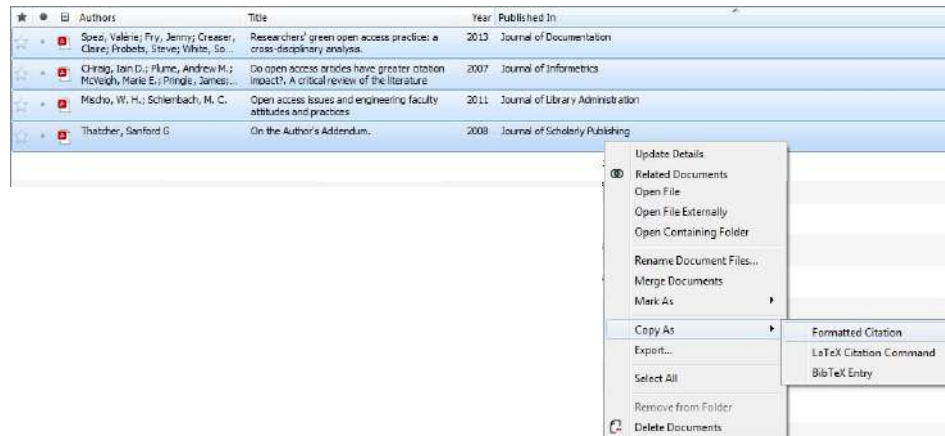 Authors Title Year Published In
Spezi, Valérie; Fry, Jenny; Creaser, Claire; Probets, Steve; White, So... Researchers' green open access practice: a cross-disciplinary analysis. 2013 Journal of Documentation
CHraig, Iain D.; Plume, Andrew M.; McVeigh, Marie E.; Pringle, James;... Do open access articles have greater citation impact?. A critical review of the literature 2007 Journal of Informetrics
Mischo, W. H.; Schlembach, M. C. Open access issues and engineering faculty attitudes and practices 2011 Journal of Library Administration
Thatcher, Sanford G On the Author's Addendum. 2008 Journal of Scholarly Publishing
Update Details
Related Documents
Open File
Open File Externally
Open Containing Folder
Rename Document Files...
Merge Documents
Mark As
Copy As
Formatted Citation
Export...
LaTeX Citation Command
BibTeX Entry
Select All
Remove from Folder
Delete Documents